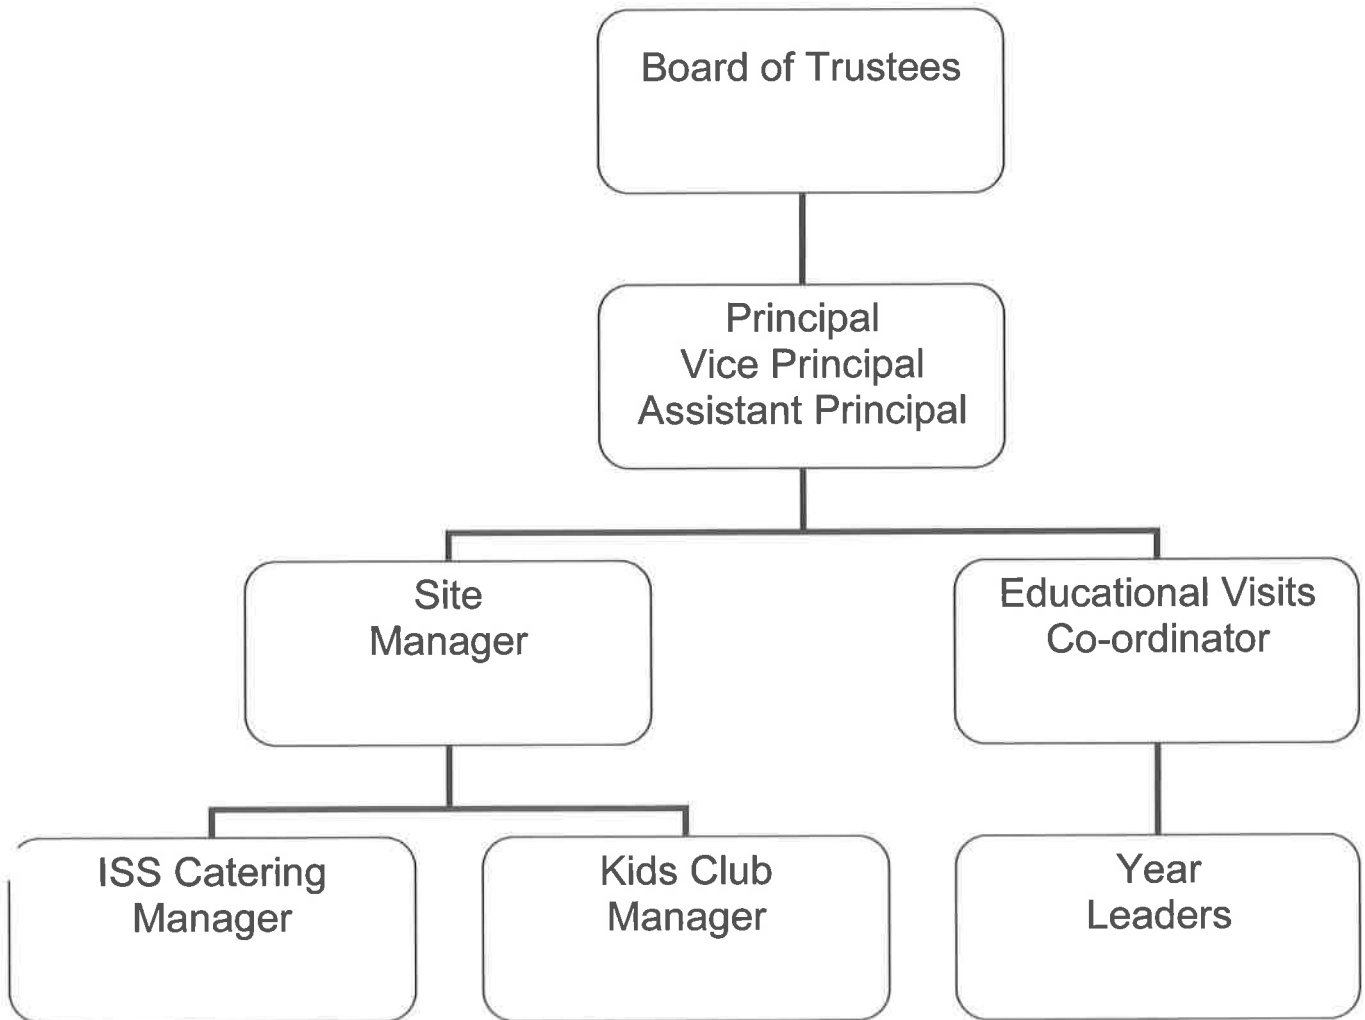 Board of Trustees
Principal
Vice Principal
Assistant Principal
Site
Manager
Educational Visits
Co-ordinator
ISS Catering
Manager
Kids Club
Manager
Year
Leaders